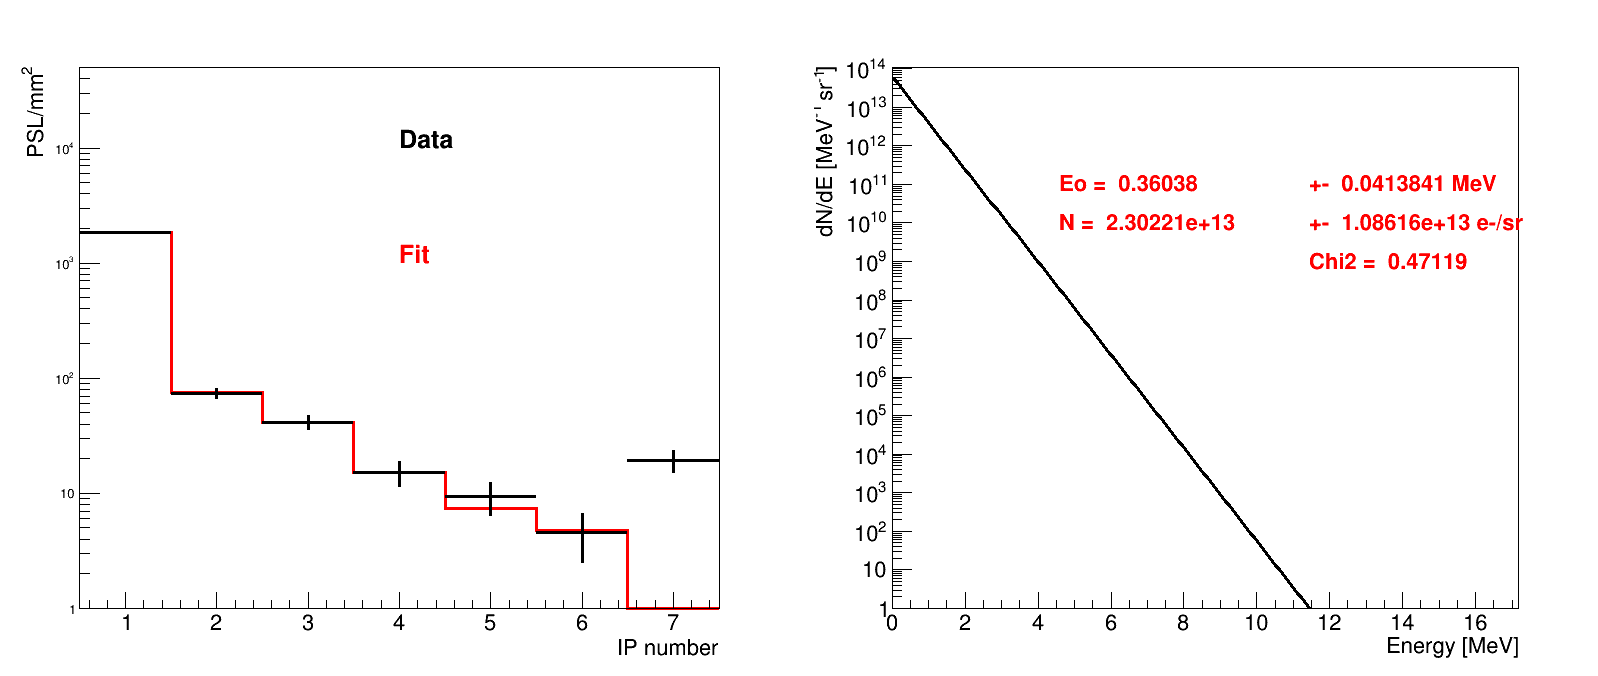 PSL/mm²
Data
Fit
10⁴
10³
10²
10
1
1 2 3 4 5 6 7
IP number
dN/dE [MeV⁻¹ sr⁻¹]
10¹⁴
10¹³
10¹²
10¹¹
10¹⁰
10⁹
10⁸
10⁷
10⁶
10⁵
10⁴
10³
10²
10
1
Eo = 0.36038 +- 0.0413841 MeV
N = 2.30221e+13 +- 1.08616e+13 e-/sr
Chi2 = 0.47119
0 2 4 6 8 10 12 14 16
Energy [MeV]